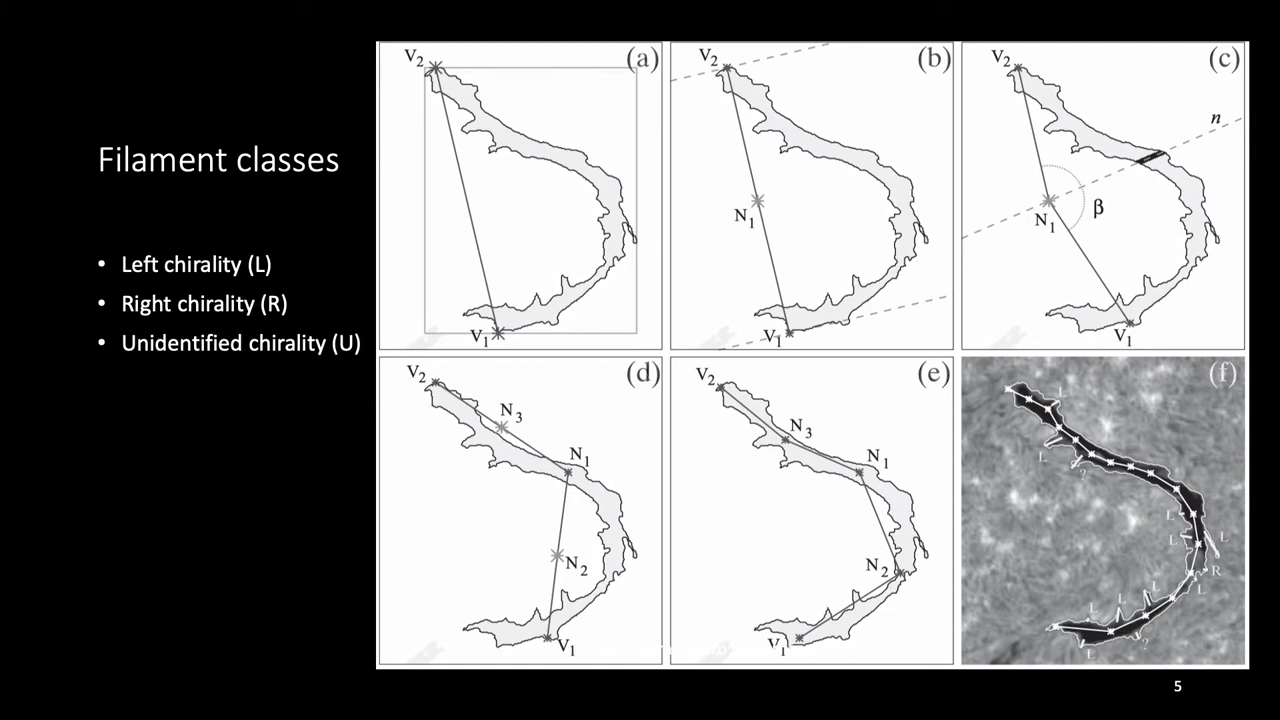 Filament classes
• Left chirality (L)
• Right chirality (R)
• Unidentified chirality (U)
(a)
V2
V1
(b)
V2
N1
V1
(c)
V2
n
N1
β
V1
(d)
V2
N3
N1
N2
V1
(e)
V2
N3
N1
N2
V1
(f)
L
L
?
L
L
L
R
L
L
L
L
?
L
5